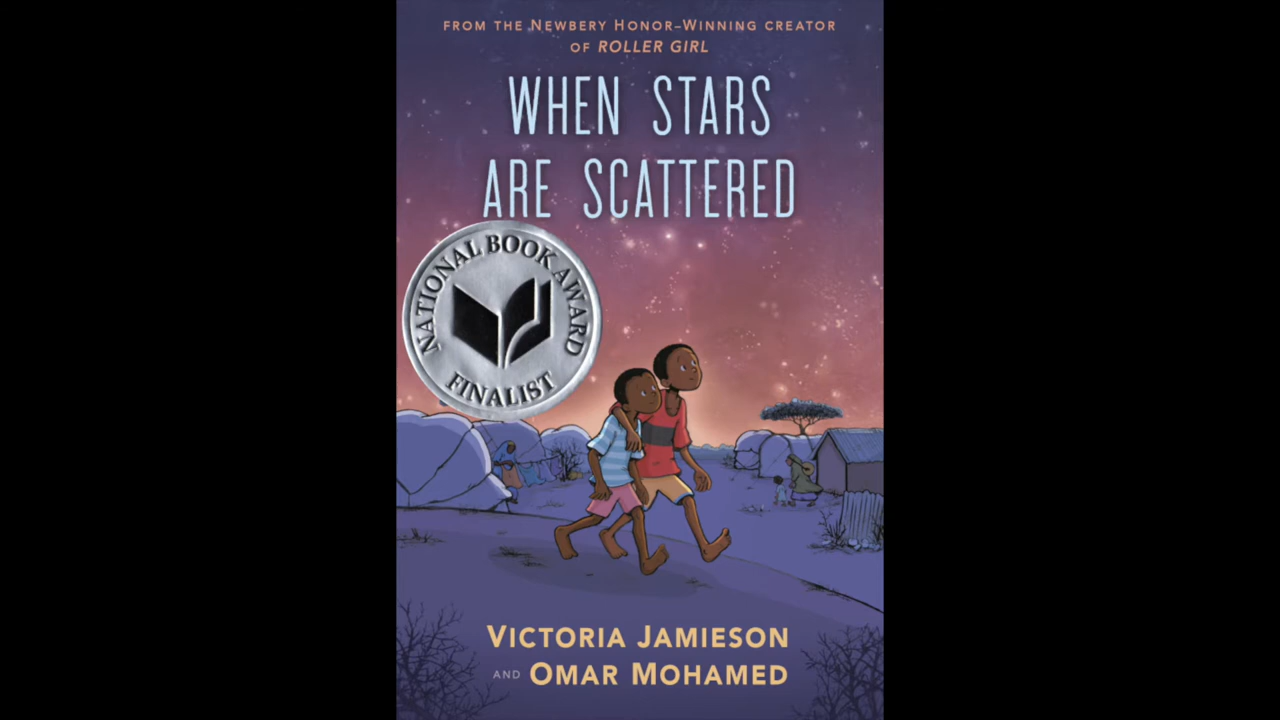 FROM THE NEWBERY HONOR–WINNING CREATOR
OF ROLLER GIRL
WHEN STARS
ARE SCATTERED
NATIONAL BOOK AWARD
FINALIST
VICTORIA JAMIESON
AND OMAR MOHAMED